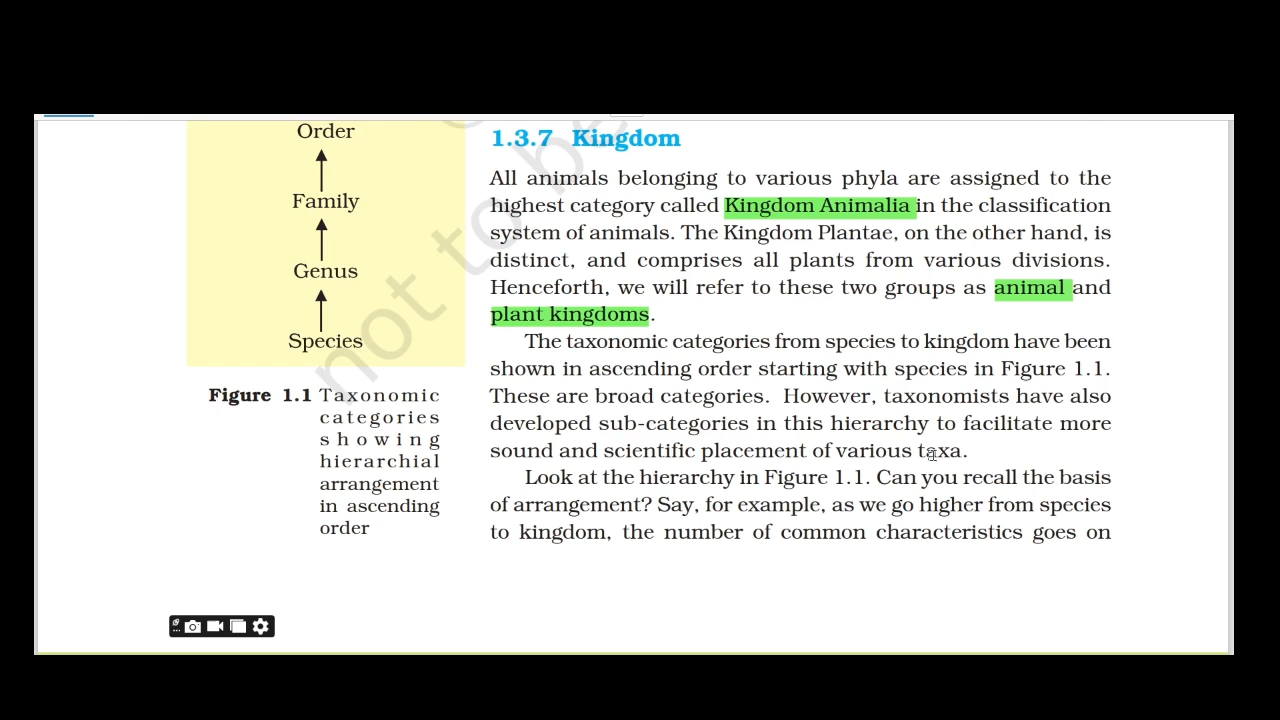 Order
Family
Genus
Species
Figure 1.1 Taxonomic
categories
showing
hierarchial
arrangement
in ascending
order
1.3.7 Kingdom
All animals belonging to various phyla are assigned to the
highest category called Kingdom Animalia in the classification
system of animals. The Kingdom Plantae, on the other hand, is
distinct, and comprises all plants from various divisions.
Henceforth, we will refer to these two groups as animal and
plant kingdoms.
The taxonomic categories from species to kingdom have been
shown in ascending order starting with species in Figure 1.1.
These are broad categories. However, taxonomists have also
developed sub-categories in this hierarchy to facilitate more
sound and scientific placement of various taxa.
Look at the hierarchy in Figure 1.1. Can you recall the basis
of arrangement? Say, for example, as we go higher from species
to kingdom, the number of common characteristics goes on
not to be